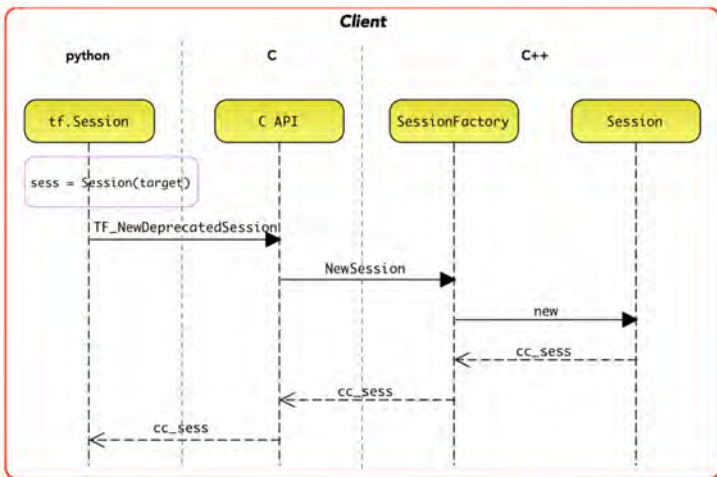 Client
python C C++
tf.Session C API SessionFactory Session
sess = Session(target)
TF_NewDeprecatedSession
NewSession
new
cc_sess
cc_sess
cc_sess